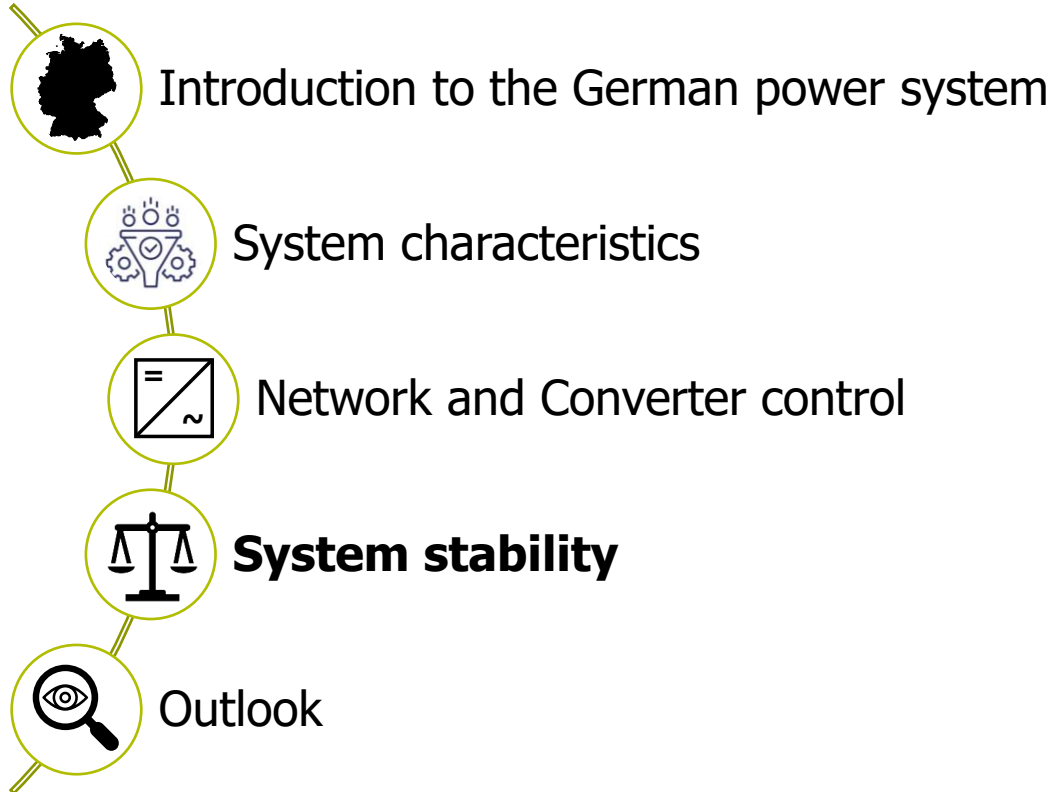 Introduction to the German power system
System characteristics
=
~
Network and Converter control
System stability
Outlook